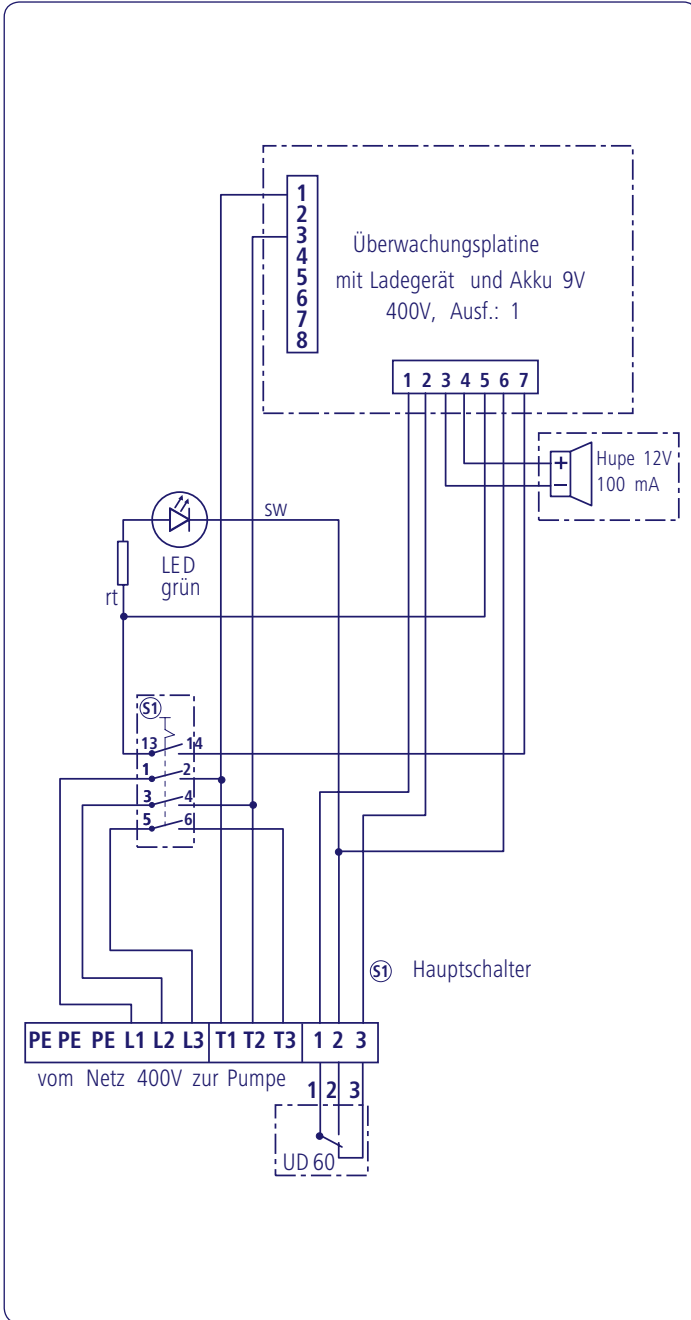 1
2
3
4
5
6
7
8
Überwachungsplatine
mit Ladegerät und Akku 9V
400V, Ausf.: 1
1 2 3 4 5 6 7
+
−
Hupe 12V
100 mA
SW
LED
grün
rt
S1
13 14
1 2
3 4
5 6
S1 Hauptschalter
PE PE PE L1 L2 L3 T1 T2 T3 1 2 3
vom Netz 400V zur Pumpe
1 2 3
UD 60